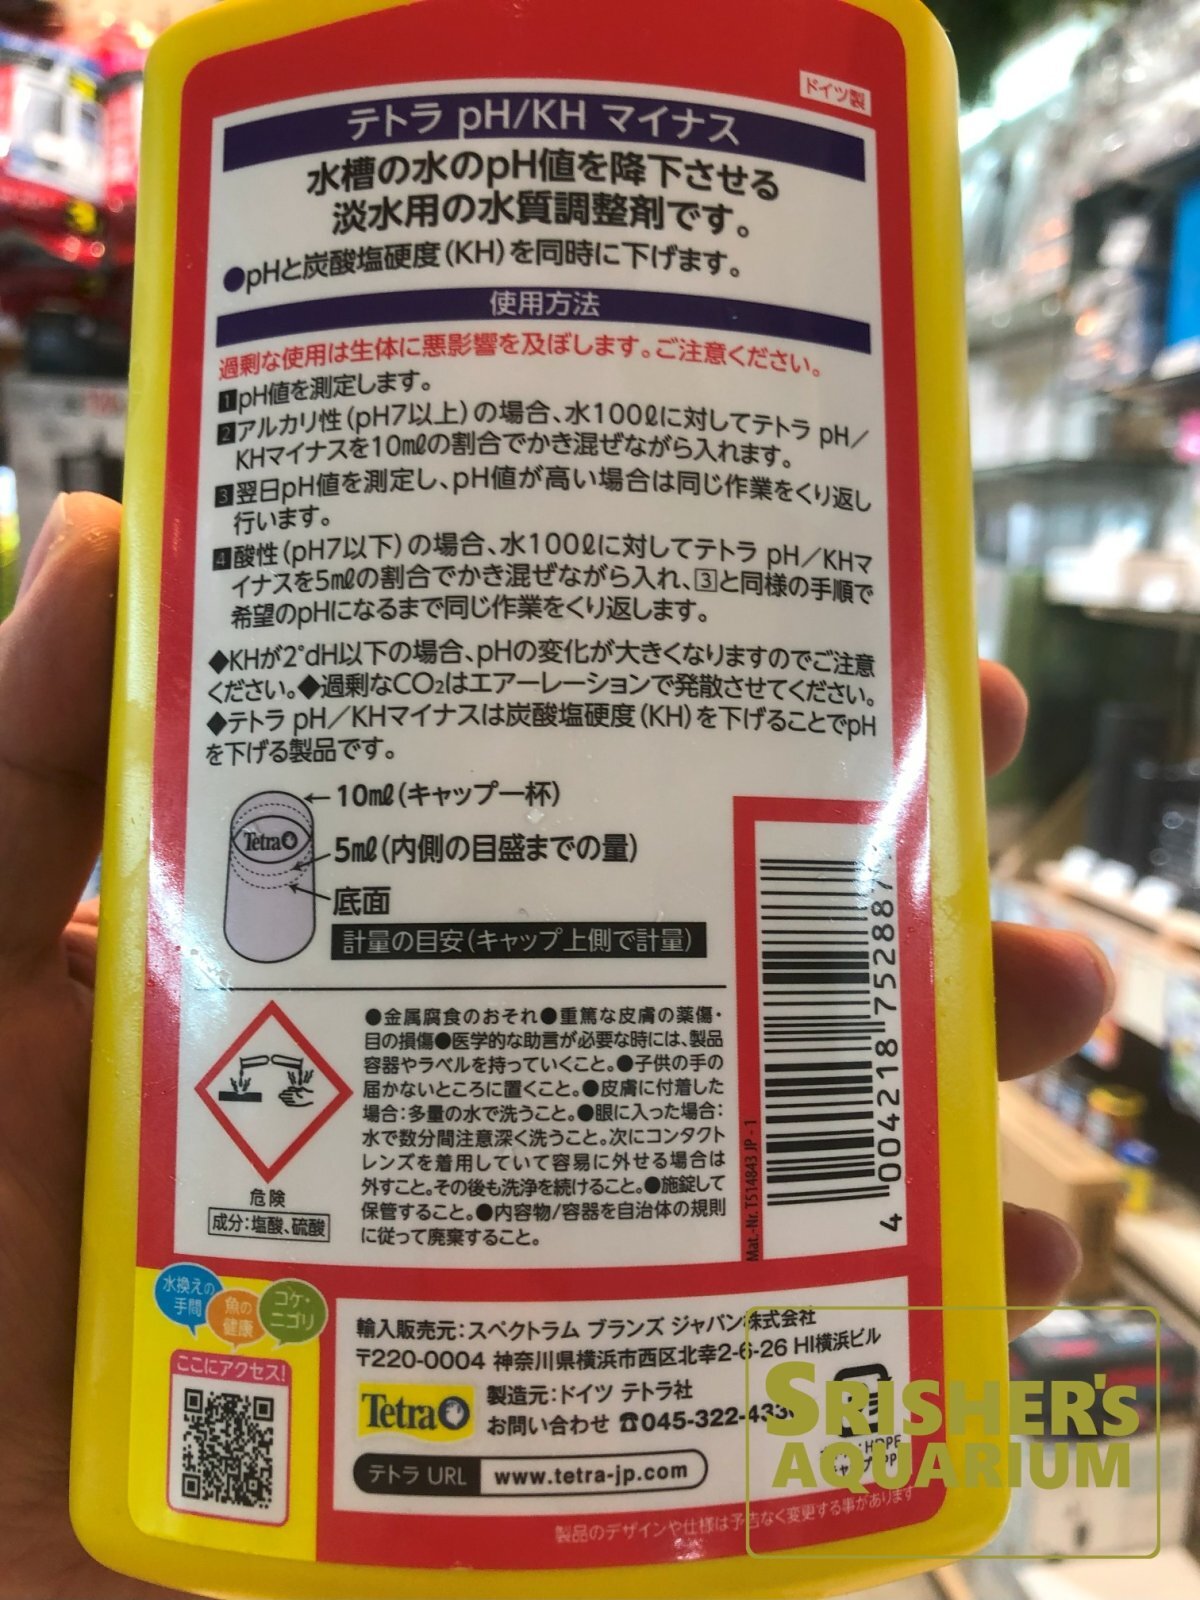 ドイツ製
テトラ pH/KH マイナス
水槽の水のpH値を降下させる
淡水用の水質調整剤です。
●pHと炭酸塩硬度(KH)を同時に下げます。
使用方法
過剰な使用は生体に悪影響を及ぼします。ご注意ください。
1 pH値を測定します。
2 アルカリ性(pH7以上)の場合、水100ℓに対してテトラ pH／
KHマイナスを10mℓの割合でかき混ぜながら入れます。
3 翌日pH値を測定し、pH値が高い場合は同じ作業をくり返し
行います。
4 酸性(pH7以下)の場合、水100ℓに対してテトラ pH／KHマ
イナスを5mℓの割合でかき混ぜながら入れ、3と同様の手順で
希望のpHになるまで同じ作業をくり返します。
◆KHが2°dH以下の場合、pHの変化が大きくなりますのでご注意
ください。◆過剰なCO₂はエアーレーションで発散させてください。
◆テトラ pH／KHマイナスは炭酸塩硬度(KH)を下げることでpH
を下げる製品です。
10mℓ(キャップ一杯)
Tetra
5mℓ(内側の目盛までの量)
底面
計量の目安(キャップ上側で計量)
●金属腐食のおそれ●重篤な皮膚の薬傷・
目の損傷●医学的な助言が必要な時には、製品
容器やラベルを持っていくこと。●子供の手の
届かないところに置くこと。●皮膚に付着した
場合：多量の水で洗うこと。●眼に入った場合：
水で数分間注意深く洗うこと。次にコンタクト
レンズを着用していて容易に外せる場合は
外すこと。その後も洗浄を続けること。●施錠して
保管すること。●内容物/容器を自治体の規則
に従って廃棄すること。
危険
成分：塩酸、硫酸
4 004218 752887
Mat.-Nr. T514843 JP - 1
水換えの
手間
魚の
健康
コケ・
ニゴリ
ここにアクセス!
輸入販売元：スペクトラム ブランズ ジャパン株式会社
〒220-0004 神奈川県横浜市西区北幸2-6-26 HI横浜ビル
Tetra
製造元：ドイツ テトラ社
お問い合わせ ☎045-322-433
テトラ URL www.tetra-jp.com
製品のデザインや仕様は予告なく変更する事があります
SRISHER's
AQUARIUM